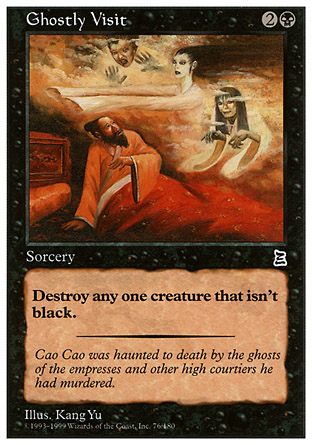 Ghostly Visit 2
Sorcery
Destroy any one creature that isn't
black.
Cao Cao was haunted to death by the ghosts
of the empresses and other high courtiers he
had murdered.
Illus. Kang Yu
©1993-1999 Wizards of the Coast, Inc. 76/180